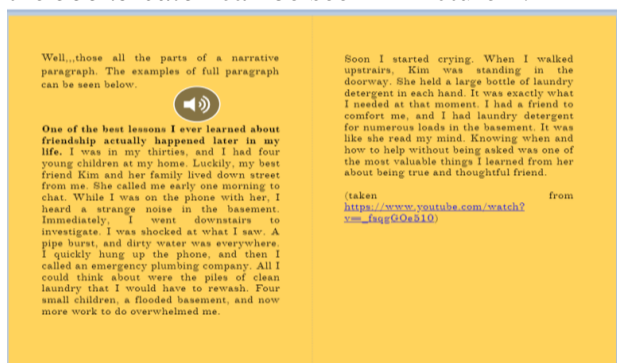 Well,,,those all the parts of a narrative
paragraph. The examples of full paragraph
can be seen below.
One of the best lessons I ever learned about
friendship actually happened later in my
life. I was in my thirties, and I had four
young children at my home. Luckily, my best
friend Kim and her family lived down street
from me. She called me early one morning to
chat. While I was on the phone with her, I
heard a strange noise in the basement.
Immediately, I went downstairs to
investigate. I was shocked at what I saw. A
pipe burst, and dirty water was everywhere.
I quickly hung up the phone, and then I
called an emergency plumbing company. All I
could think about were the piles of clean
laundry that I would have to rewash. Four
small children, a flooded basement, and now
more work to do overwhelmed me.
Soon I started crying. When I walked
upstairs, Kim was standing in the
doorway. She held a large bottle of laundry
detergent in each hand. It was exactly what
I needed at that moment. I had a friend to
comfort me, and I had laundry detergent
for numerous loads in the basement. It was
like she read my mind. Knowing when and
how to help without being asked was one of
the most valuable things I learned from her
about being true and thoughtful friend.
(taken from
https://www.youtube.com/watch?
v=_fsqgGOe510)